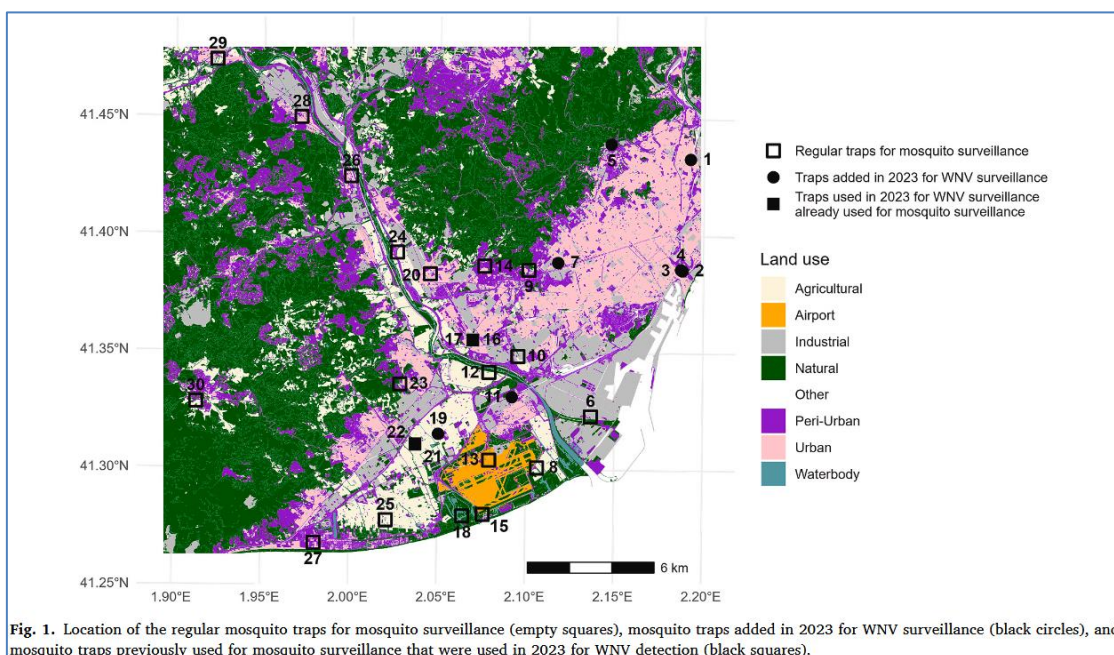 29
28
41.45°N
5
1
Regular traps for mosquito surveillance
Traps added in 2023 for WNV surveillance
Traps used in 2023 for WNV surveillance
already used for mosquito surveillance
26
41.40°N
24
20
14
9
7
4
3 2
Land use
Agricultural
Airport
Industrial
Natural
Other
Peri-Urban
Urban
Waterbody
41.35°N
17 16
10
12
23
30
11
6
19
22
21
41.30°N
13
8
25
18
15
27
41.25°N
6 km
1.90°E 1.95°E 2.00°E 2.05°E 2.10°E 2.15°E 2.20°E
Fig. 1. Location of the regular mosquito traps for mosquito surveillance (empty squares), mosquito traps added in 2023 for WNV surveillance (black circles), and
mosquito traps previously used for mosquito surveillance that were used in 2023 for WNV detection (black squares).